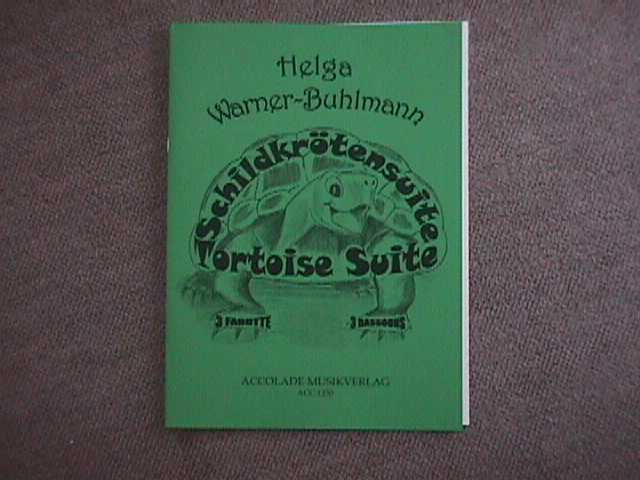 Helga
Warner-Buhlmann
Schildkrötensuite
Tortoise Suite
3 FAGOTTE
3 BASSOONS
ACCOLADE MUSIKVERLAG